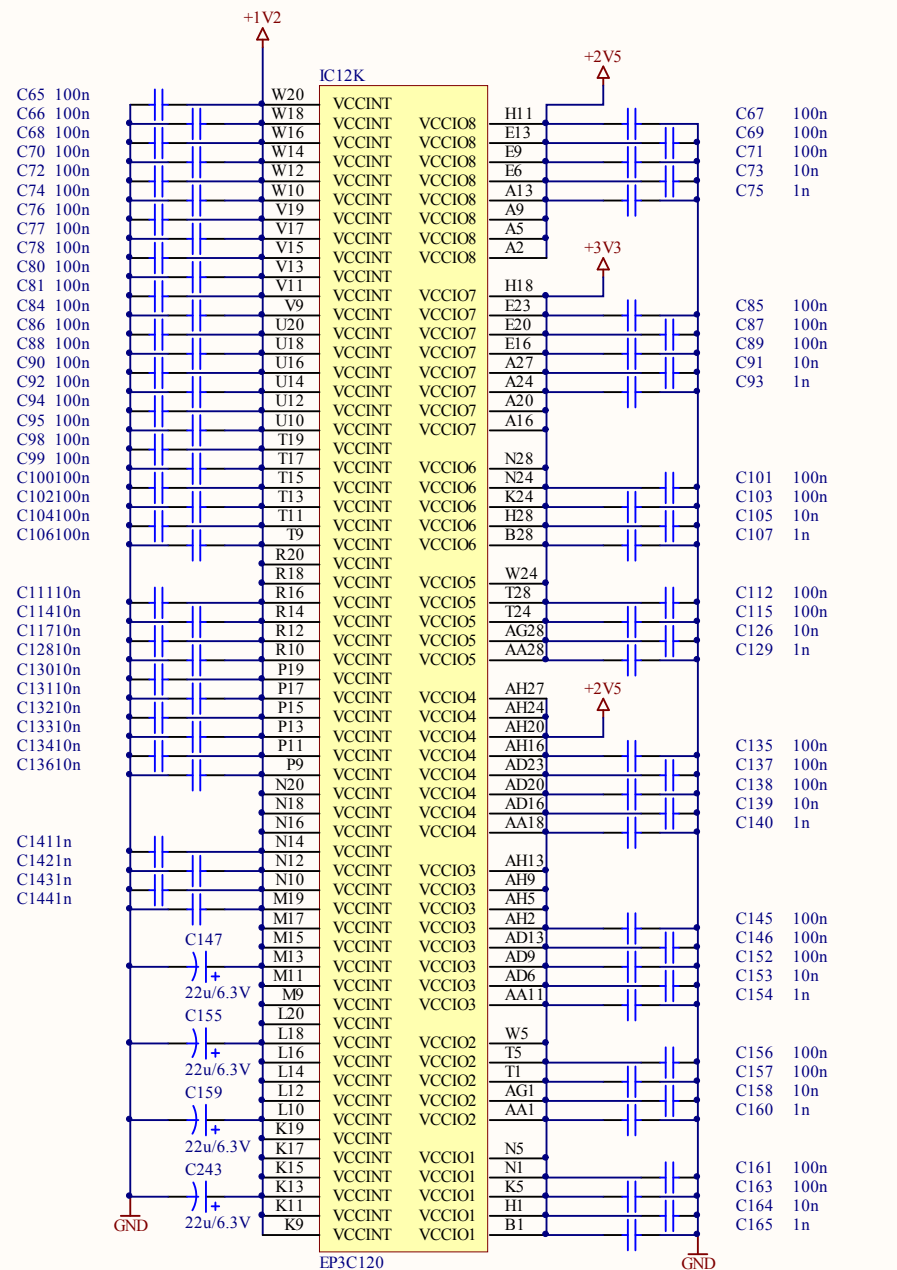 +1V2
+2V5
IC12K
C65 100n W20 VCCINT
C66 100n W18 VCCINT VCCIO8 H11 C67 100n
C68 100n W16 VCCINT VCCIO8 E13 C69 100n
C70 100n W14 VCCINT VCCIO8 E9 C71 100n
C72 100n W12 VCCINT VCCIO8 E6 C73 10n
C74 100n W10 VCCINT VCCIO8 A13 C75 1n
C76 100n V19 VCCINT VCCIO8 A9
C77 100n V17 VCCINT VCCIO8 A5
C78 100n V15 VCCINT VCCIO8 A2
+3V3
C80 100n V13 VCCINT
C81 100n V11 VCCINT VCCIO7 H18
C84 100n V9 VCCINT VCCIO7 E23 C85 100n
C86 100n U20 VCCINT VCCIO7 E20 C87 100n
C88 100n U18 VCCINT VCCIO7 E16 C89 100n
C90 100n U16 VCCINT VCCIO7 A27 C91 10n
C92 100n U14 VCCINT VCCIO7 A24 C93 1n
C94 100n U12 VCCINT VCCIO7 A20
C95 100n U10 VCCINT VCCIO7 A16
C98 100n T19 VCCINT
C99 100n T17 VCCINT VCCIO6 N28
C100100n T15 VCCINT VCCIO6 N24 C101 100n
C102100n T13 VCCINT VCCIO6 K24 C103 100n
C104100n T11 VCCINT VCCIO6 H28 C105 10n
C106100n T9 VCCINT VCCIO6 B28 C107 1n
R20 VCCINT
R18 VCCINT VCCIO5 W24
C11110n R16 VCCINT VCCIO5 T28 C112 100n
C11410n R14 VCCINT VCCIO5 T24 C115 100n
C11710n R12 VCCINT VCCIO5 AG28 C126 10n
C12810n R10 VCCINT VCCIO5 AA28 C129 1n
C13010n P19 VCCINT
+2V5
C13110n P17 VCCINT VCCIO4 AH27
C13210n P15 VCCINT VCCIO4 AH24
C13310n P13 VCCINT VCCIO4 AH20
C13410n P11 VCCINT VCCIO4 AH16 C135 100n
C13610n P9 VCCINT VCCIO4 AD23 C137 100n
N20 VCCINT VCCIO4 AD20 C138 100n
N18 VCCINT VCCIO4 AD16 C139 10n
N16 VCCINT VCCIO4 AA18 C140 1n
C1411n N14 VCCINT
C1421n N12 VCCINT VCCIO3 AH13
C1431n N10 VCCINT VCCIO3 AH9
C1441n M19 VCCINT VCCIO3 AH5
M17 VCCINT VCCIO3 AH2 C145 100n
C147 M15 VCCINT VCCIO3 AD13 C146 100n
M13 VCCINT VCCIO3 AD9 C152 100n
M11 VCCINT VCCIO3 AD6 C153 10n
22u/6.3V M9 VCCINT VCCIO3 AA11 C154 1n
C155 L20 VCCINT
L18 VCCINT VCCIO2 W5
L16 VCCINT VCCIO2 T5 C156 100n
22u/6.3V L14 VCCINT VCCIO2 T1 C157 100n
C159 L12 VCCINT VCCIO2 AG1 C158 10n
L10 VCCINT VCCIO2 AA1 C160 1n
K19 VCCINT
22u/6.3V K17 VCCINT VCCIO1 N5
C243 K15 VCCINT VCCIO1 N1 C161 100n
K13 VCCINT VCCIO1 K5 C163 100n
K11 VCCINT VCCIO1 H1 C164 10n
GND 22u/6.3V K9 VCCINT VCCIO1 B1 C165 1n
EP3C120 GND